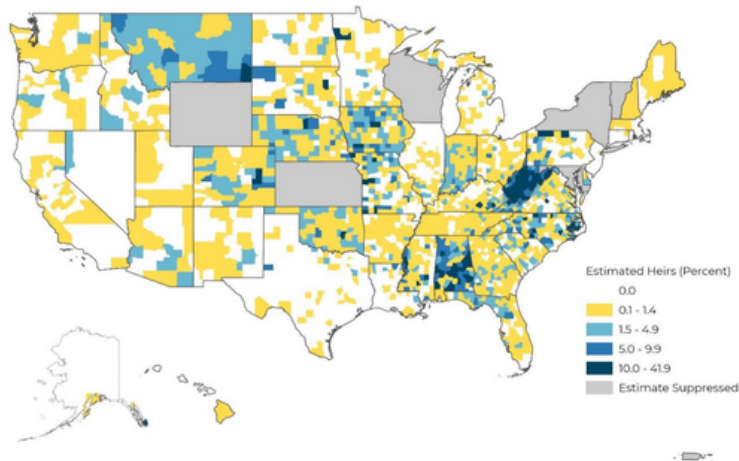 Estimated Heirs (Percent)
0.0
0.1 - 1.4
1.5 - 4.9
5.0 - 9.9
10.0 - 41.9
Estimate Suppressed